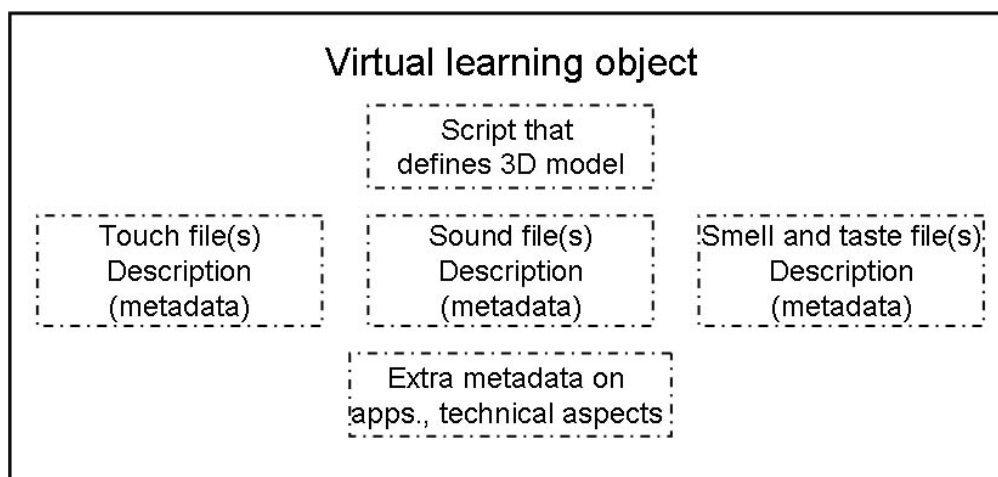 Virtual learning object
Script that
defines 3D model
Touch file(s)
Description
(metadata)
Sound file(s)
Description
(metadata)
Smell and taste file(s)
Description
(metadata)
Extra metadata on
apps., technical aspects